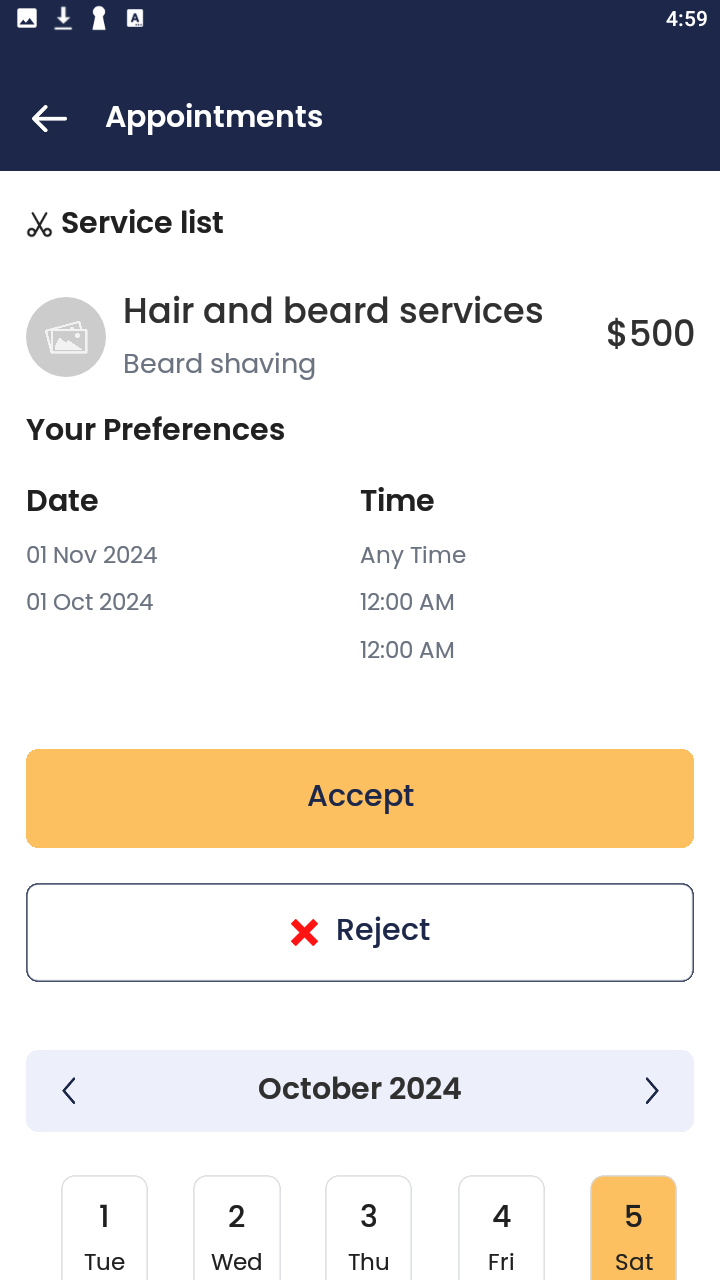 4:59
Appointments
Service list
Hair and beard services
$500
Beard shaving
Your Preferences
Date
Time
01 Nov 2024
Any Time
01 Oct 2024
12:00 AM
12:00 AM
Accept
Reject
October 2024
1
2
3
4
5
Tue
Wed
Thu
Fri
Sat